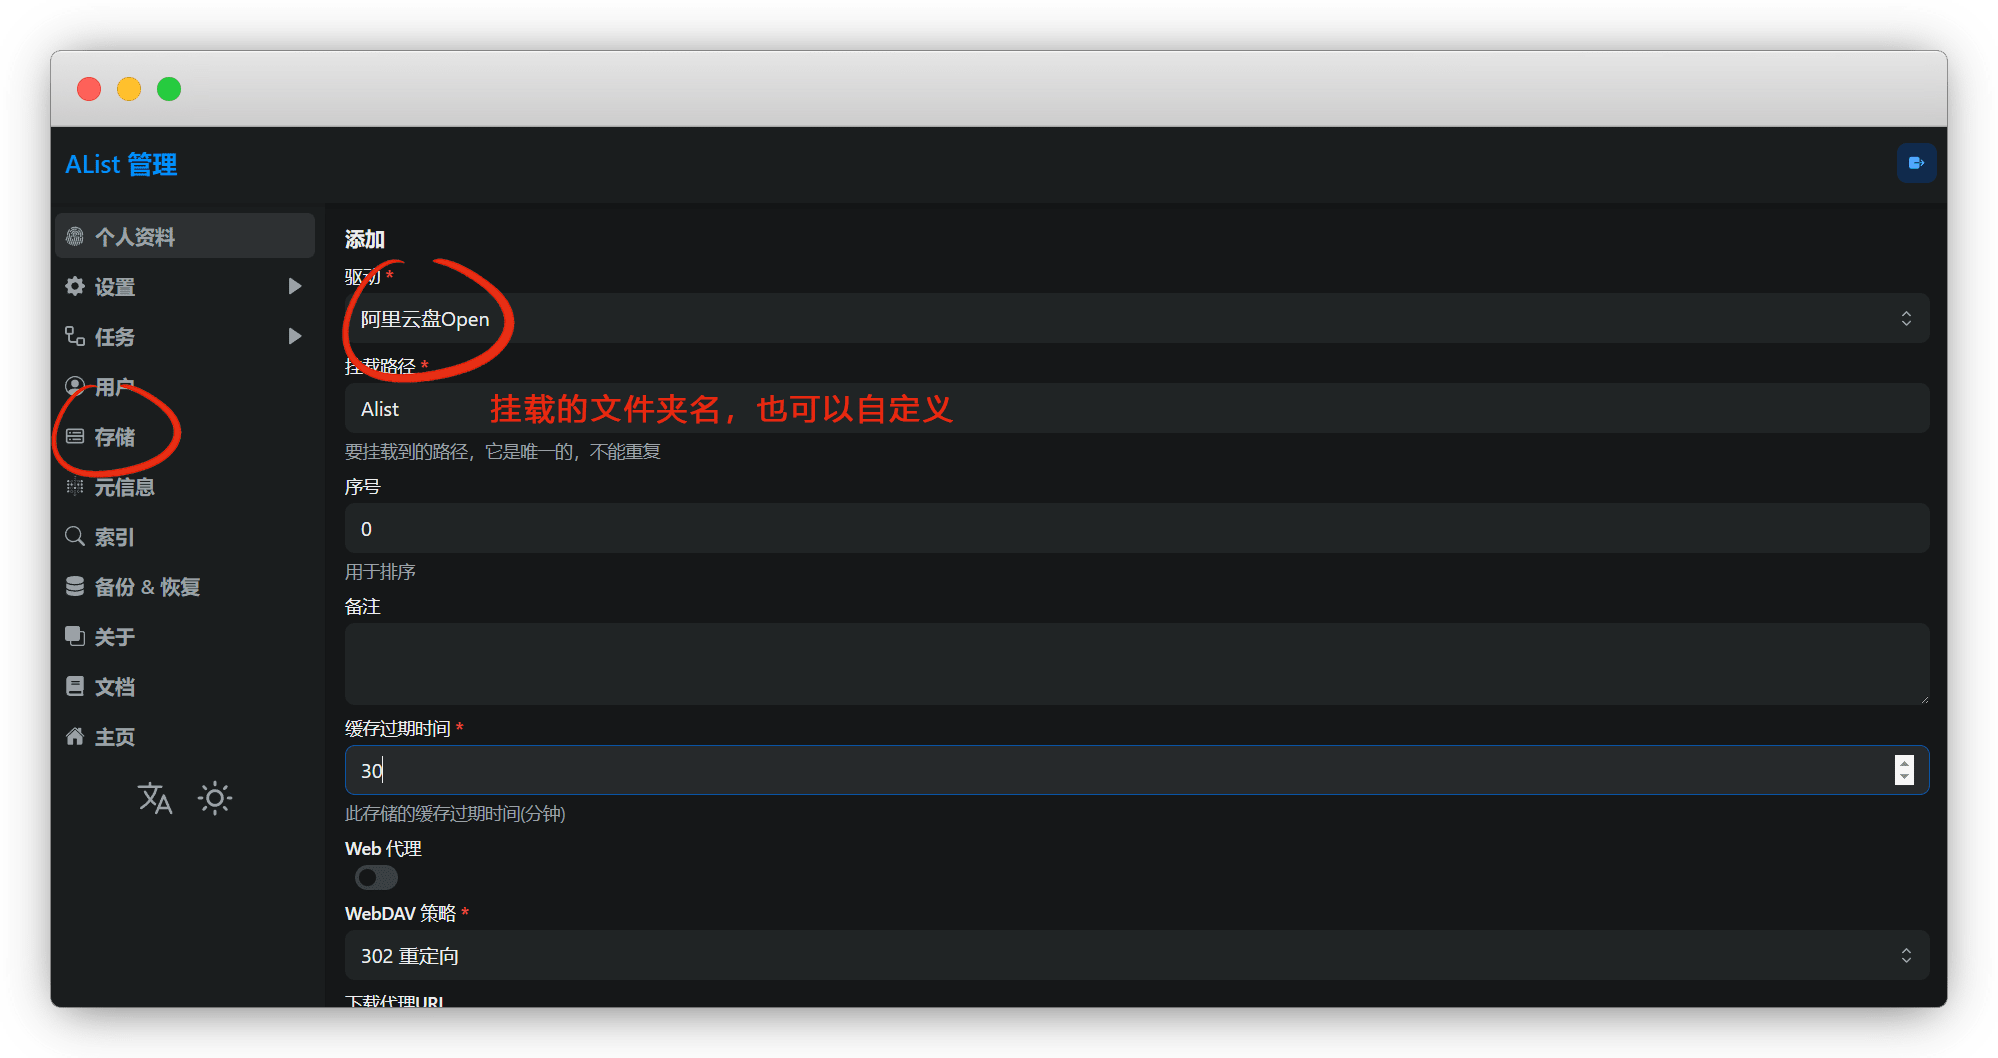 AList 管理
个人资料
设置
任务
用户
存储
元信息
索引
备份 & 恢复
关于
文档
主页
添加
驱动 *
阿里云盘Open
挂载路径 *
Alist
挂载的文件夹名，也可以自定义
要挂载到的路径，它是唯一的，不能重复
序号
0
用于排序
备注
缓存过期时间 *
30
此存储的缓存过期时间(分钟)
Web 代理
WebDAV 策略 *
302 重定向
下载代理URL